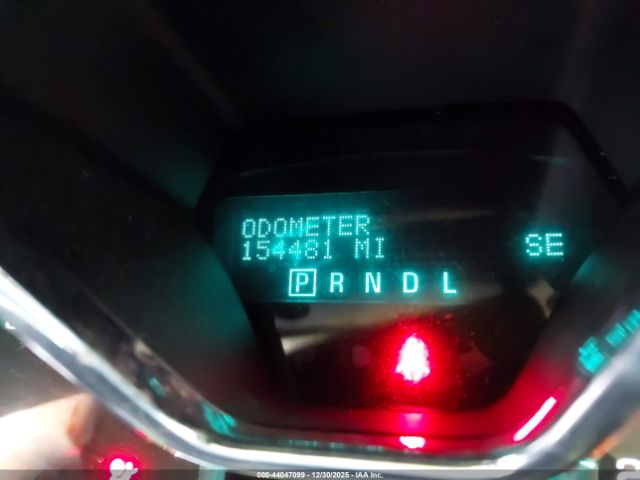 ODOMETER
154481 MI
SE
P R N D L
000-44047099 - 12/30/2025 - IAA Inc.